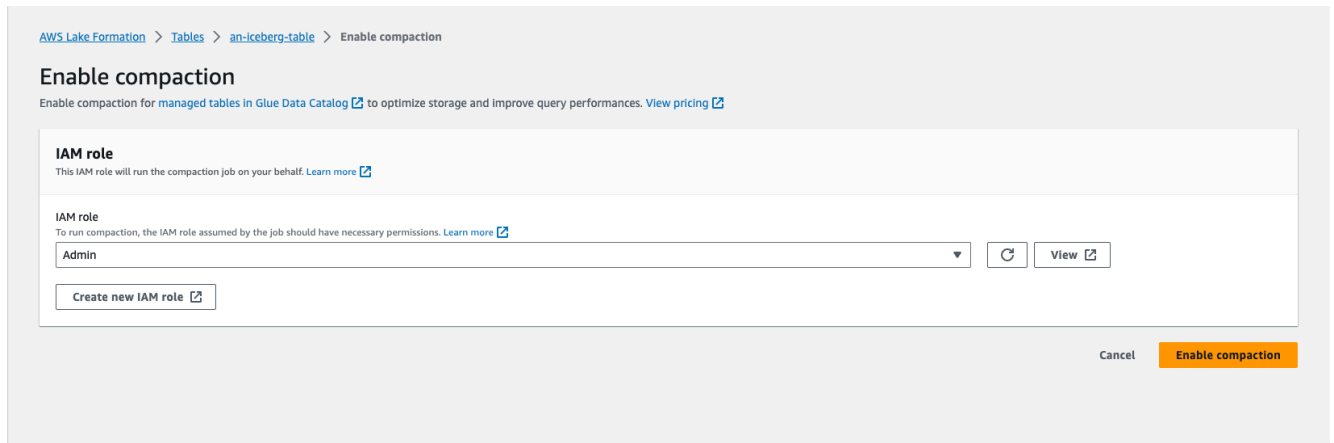 AWS Lake Formation > Tables > an-iceberg-table > Enable compaction
Enable compaction
Enable compaction for managed tables in Glue Data Catalog to optimize storage and improve query performances. View pricing
IAM role
This IAM role will run the compaction job on your behalf. Learn more
IAM role
To run compaction, the IAM role assumed by the job should have necessary permissions. Learn more
Admin
View
Create new IAM role
Cancel
Enable compaction